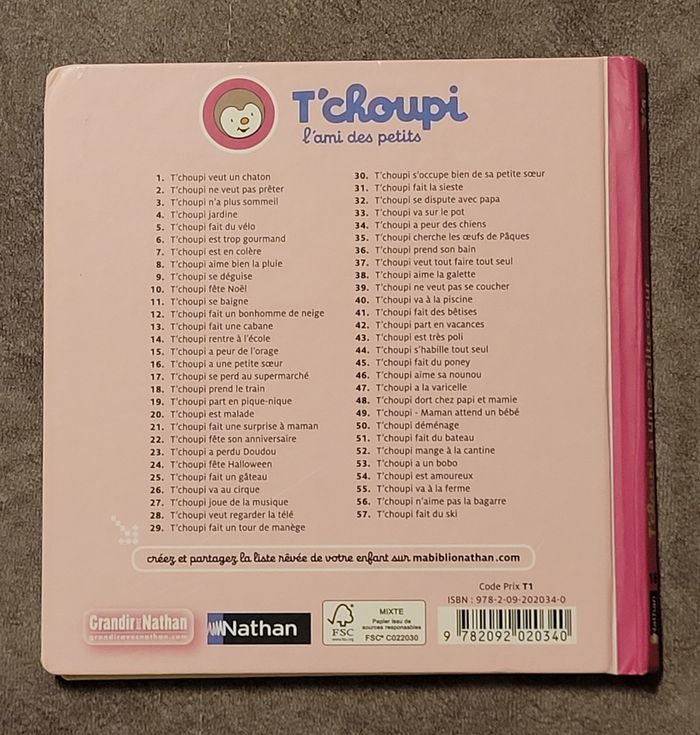 T'choupi
l'ami des petits
1. T'choupi veut un chaton
2. T'choupi ne veut pas prêter
3. T'choupi n'a plus sommeil
4. T'choupi jardine
5. T'choupi fait du vélo
6. T'choupi est trop gourmand
7. T'choupi est en colère
8. T'choupi aime bien la pluie
9. T'choupi se déguise
10. T'choupi fête Noël
11. T'choupi se baigne
12. T'choupi fait un bonhomme de neige
13. T'choupi fait une cabane
14. T'choupi rentre à l'école
15. T'choupi a peur de l'orage
16. T'choupi a une petite sœur
17. T'choupi se perd au supermarché
18. T'choupi prend le train
19. T'choupi part en pique-nique
20. T'choupi est malade
21. T'choupi fait une surprise à maman
22. T'choupi fête son anniversaire
23. T'choupi a perdu Doudou
24. T'choupi fête Halloween
25. T'choupi fait un gâteau
26. T'choupi va au cirque
27. T'choupi joue de la musique
28. T'choupi veut regarder la télé
29. T'choupi fait un tour de manège
30. T'choupi s'occupe bien de sa petite sœur
31. T'choupi fait la sieste
32. T'choupi se dispute avec papa
33. T'choupi va sur le pot
34. T'choupi a peur des chiens
35. T'choupi cherche les œufs de Pâques
36. T'choupi prend son bain
37. T'choupi veut tout faire tout seul
38. T'choupi aime la galette
39. T'choupi ne veut pas se coucher
40. T'choupi va à la piscine
41. T'choupi fait des bêtises
42. T'choupi part en vacances
43. T'choupi est très poli
44. T'choupi s'habille tout seul
45. T'choupi fait du poney
46. T'choupi aime sa nounou
47. T'choupi a la varicelle
48. T'choupi dort chez papi et mamie
49. T'choupi - Maman attend un bébé
50. T'choupi déménage
51. T'choupi fait du bateau
52. T'choupi mange à la cantine
53. T'choupi a un bobo
54. T'choupi est amoureux
55. T'choupi va à la ferme
56. T'choupi n'aime pas la bagarre
57. T'choupi fait du ski
créez et partagez la liste rêvée de votre enfant sur mabiblionathan.com
Grandir avec Nathan
grandiravecnathan.com
Nathan
FSC
www.fsc.org
MIXTE
Papier issu de
sources responsables
FSC® C022030
Code Prix T1
ISBN : 978-2-09-202034-0
9 782092 020340
T'choupi a une petite sœur
16
Nathan